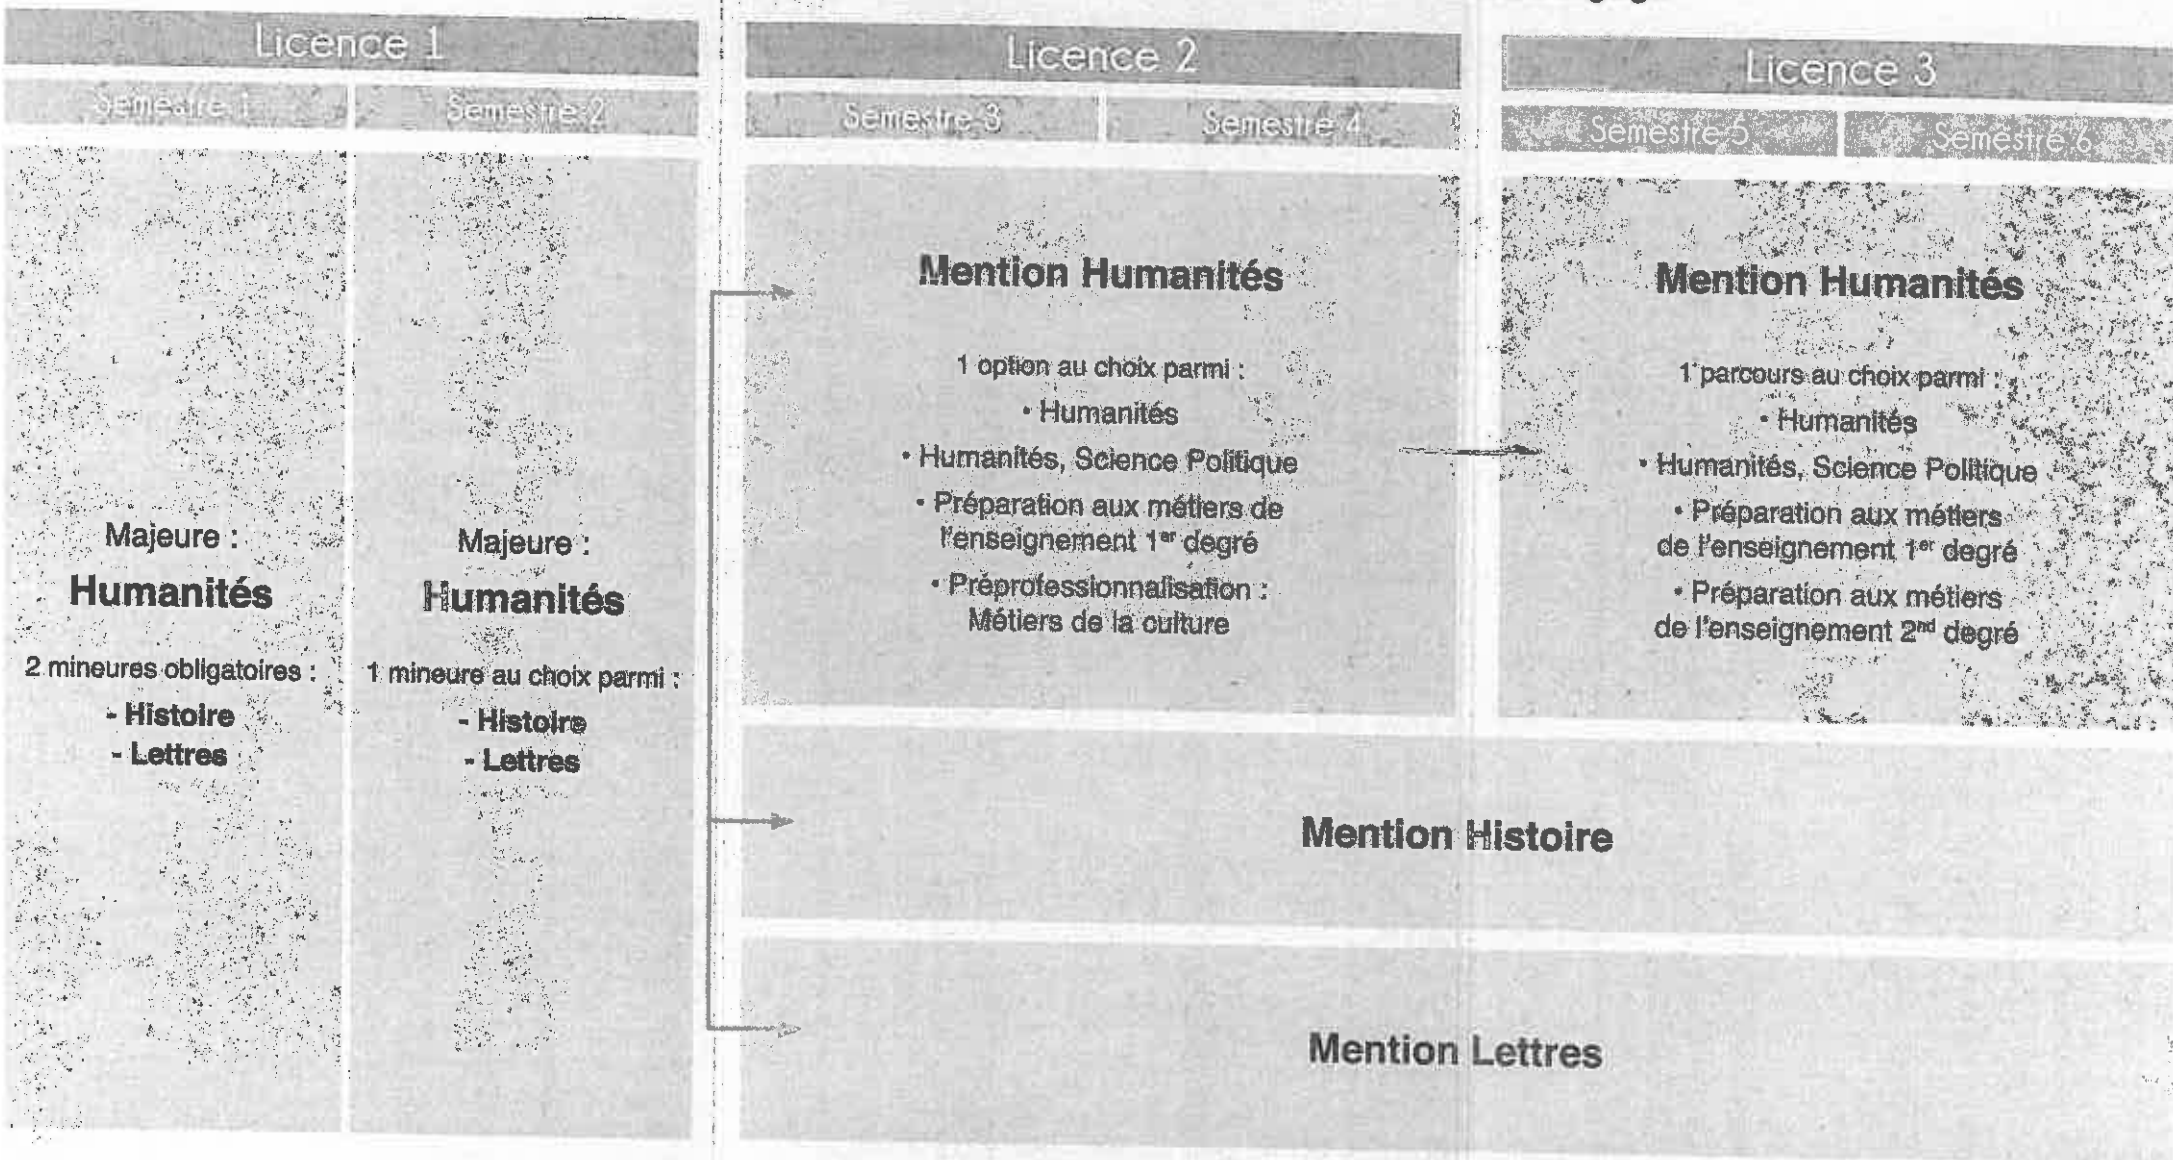 Licence 1
Semestre 1
Semestre 2
Majeure :
Humanités
2 mineures obligatoires :
- Histoire
- Lettres
Majeure :
Humanités
1 mineure au choix parmi :
- Histoire
- Lettres
Licence 2
Semestre 3
Semestre 4
Mention Humanités
1 option au choix parmi :
• Humanités
• Humanités, Science Politique
• Préparation aux métiers de
l'enseignement 1er degré
• Préprofessionnalisation :
Métiers de la culture
Licence 3
Semestre 5
Semestre 6
Mention Humanités
1 parcours au choix parmi :
• Humanités
• Humanités, Science Politique
• Préparation aux métiers
de l'enseignement 1er degré
• Préparation aux métiers
de l'enseignement 2nd degré
Mention Histoire
Mention Lettres